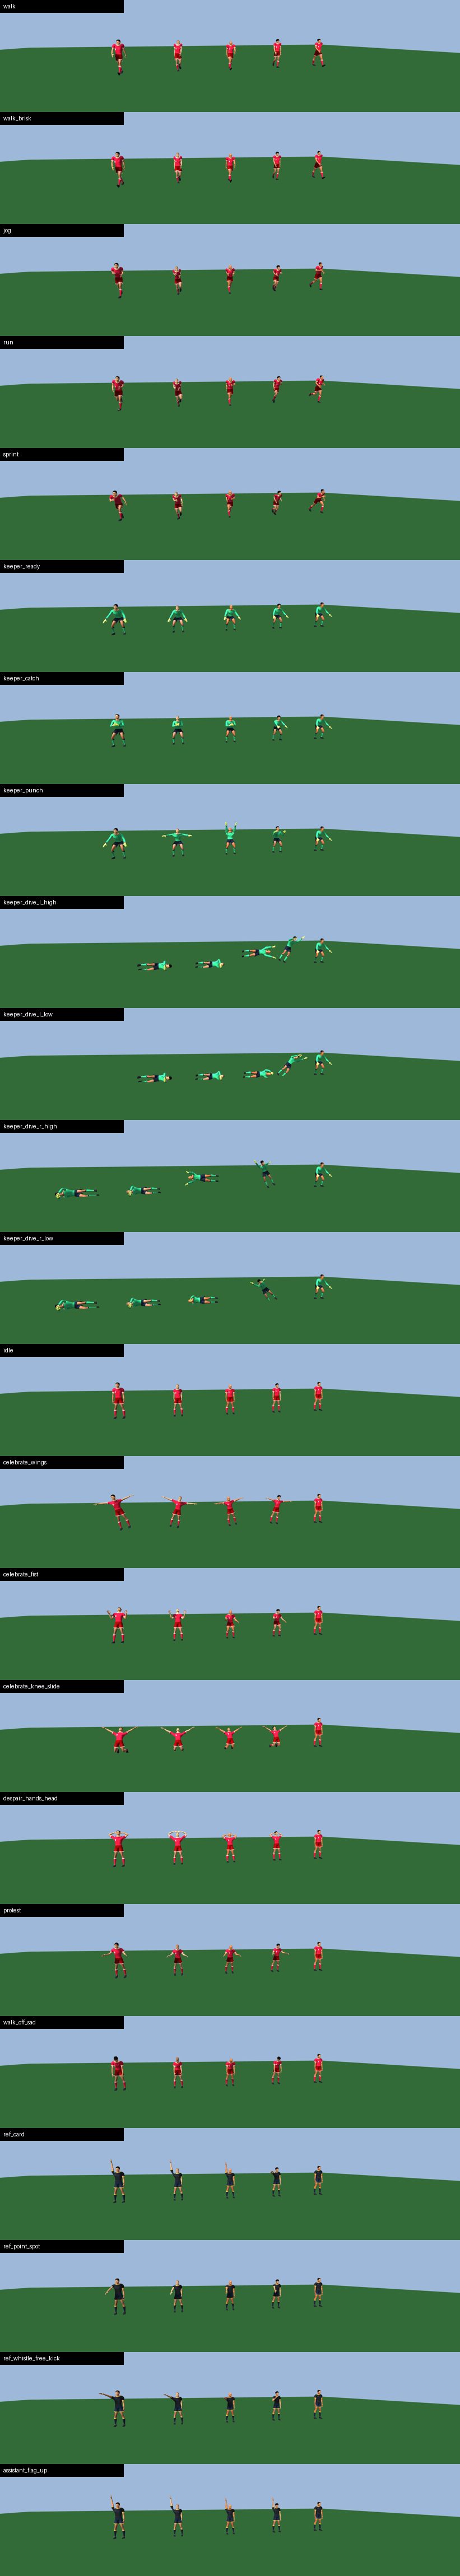 walk
walk_brisk
jog
run
sprint
keeper_ready
keeper_catch
keeper_punch
keeper_dive_l_high
keeper_dive_l_low
keeper_dive_r_high
keeper_dive_r_low
idle
celebrate_wings
celebrate_fist
celebrate_knee_slide
despair_hands_head
protest
walk_off_sad
ref_card
ref_point_spot
ref_whistle_free_kick
assistant_flag_up